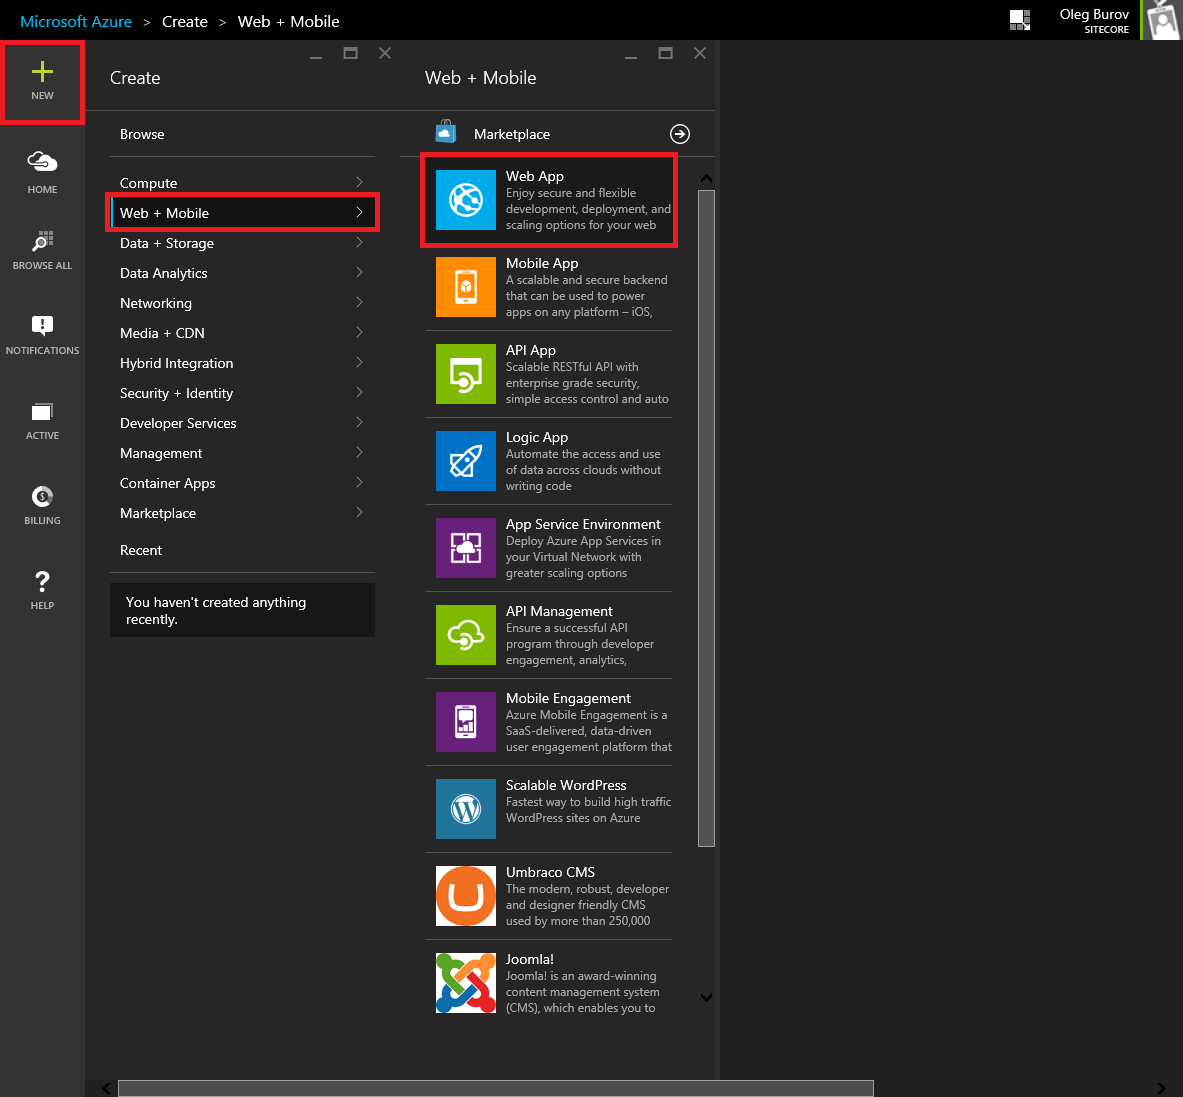 Microsoft Azure > Create > Web + Mobile
Oleg Burov
SITECORE
NEW
HOME
BROWSE ALL
NOTIFICATIONS
ACTIVE
BILLING
HELP
Create
Browse
Compute
Web + Mobile
Data + Storage
Data Analytics
Networking
Media + CDN
Hybrid Integration
Security + Identity
Developer Services
Management
Container Apps
Marketplace
Recent
You haven't created anything
recently.
Web + Mobile
Marketplace
Web App
Enjoy secure and flexible
development, deployment, and
scaling options for your web
Mobile App
A scalable and secure backend
that can be used to power
apps on any platform – iOS,
API App
Scalable RESTful API with
enterprise grade security,
simple access control and auto
Logic App
Automate the access and use
of data across clouds without
writing code
App Service Environment
Deploy Azure App Services in
your Virtual Network with
greater scaling options
API Management
Ensure a successful API
program through developer
engagement, analytics,
Mobile Engagement
Azure Mobile Engagement is a
SaaS-delivered, data-driven
user engagement platform that
Scalable WordPress
Fastest way to build high traffic
WordPress sites on Azure
Umbraco CMS
The modern, robust, developer
and designer friendly CMS
used by more than 250,000
Joomla!
Joomla! is an award-winning
content management system
(CMS), which enables you to